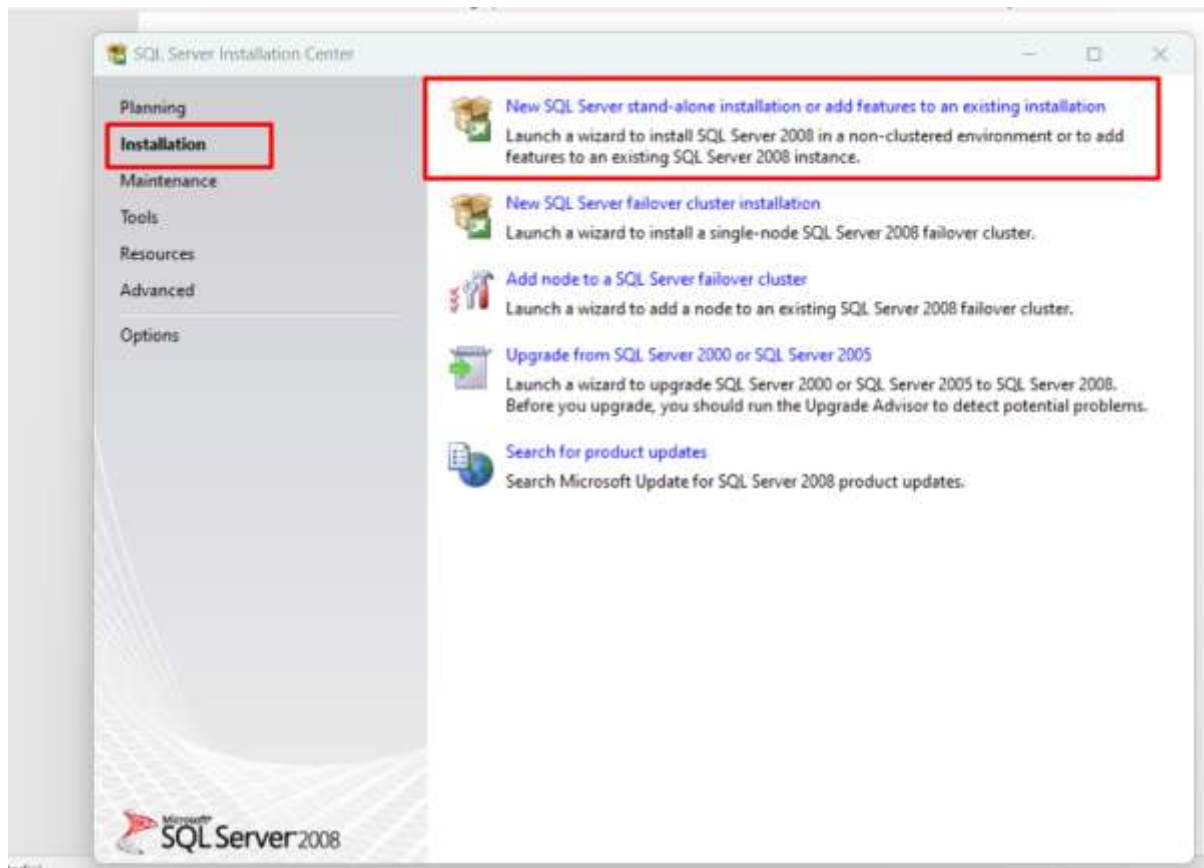 SQL Server Installation Center
Planning
Installation
Maintenance
Tools
Resources
Advanced
Options
New SQL Server stand-alone installation or add features to an existing installation
Launch a wizard to install SQL Server 2008 in a non-clustered environment or to add
features to an existing SQL Server 2008 instance.
New SQL Server failover cluster installation
Launch a wizard to install a single-node SQL Server 2008 failover cluster.
Add node to a SQL Server failover cluster
Launch a wizard to add a node to an existing SQL Server 2008 failover cluster.
Upgrade from SQL Server 2000 or SQL Server 2005
Launch a wizard to upgrade SQL Server 2000 or SQL Server 2005 to SQL Server 2008.
Before you upgrade, you should run the Upgrade Advisor to detect potential problems.
Search for product updates
Search Microsoft Update for SQL Server 2008 product updates.
Microsoft
SQL Server 2008